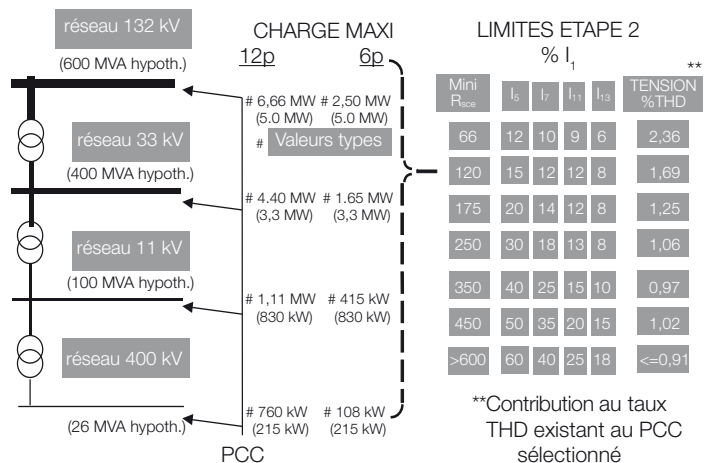 réseau 132 kV
(600 MVA hypoth.)
réseau 33 kV
(400 MVA hypoth.)
réseau 11 kV
(100 MVA hypoth.)
réseau 400 kV
(26 MVA hypoth.)
CHARGE MAXI
12p 6p
# 6,66 MW # 2,50 MW
(5.0 MW) (5.0 MW)
# Valeurs types
# 4.40 MW # 1.65 MW
(3,3 MW) (3,3 MW)
# 1,11 MW # 415 kW
(830 kW) (830 kW)
# 760 kW # 108 kW
(215 kW) (215 kW)
PCC
LIMITES ETAPE 2
% I1
**
Mini Rsce I5 I7 I11 I13 TENSION %THD
66 12 10 9 6 2,36
120 15 12 12 8 1,69
175 20 14 12 8 1,25
250 30 18 13 8 1,06
350 40 25 15 10 0,97
450 50 35 20 15 1,02
>600 60 40 25 18 <=0,91
**Contribution au taux
THD existant au PCC
sélectionné